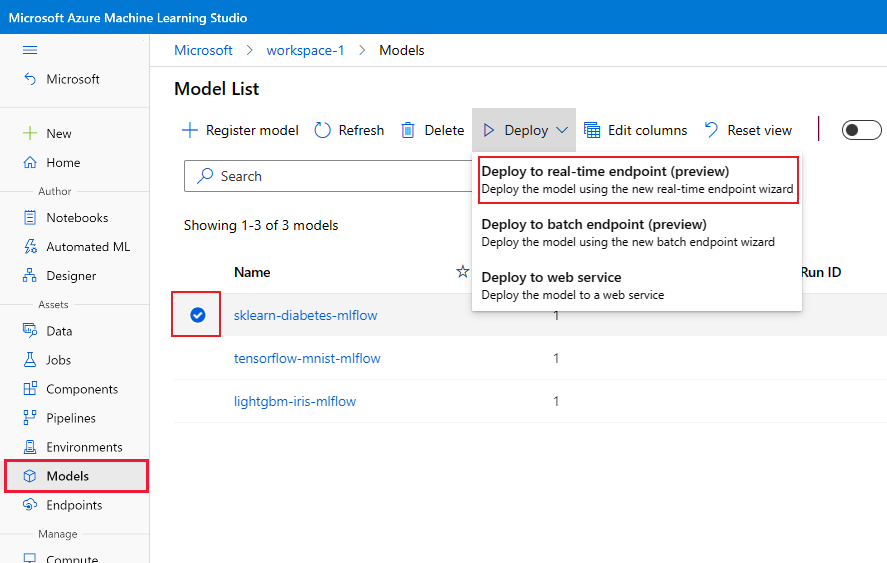 Microsoft Azure Machine Learning Studio
Microsoft > workspace-1 > Models
Microsoft
New
Home
Author
Notebooks
Automated ML
Designer
Assets
Data
Jobs
Components
Pipelines
Environments
Models
Endpoints
Manage
Compute
Model List
Register model Refresh Delete Deploy Edit columns Reset view
Search
Deploy to real-time endpoint (preview)
Deploy the model using the new real-time endpoint wizard
Deploy to batch endpoint (preview)
Deploy the model using the new batch endpoint wizard
Deploy to web service
Deploy the model to a web service
Showing 1-3 of 3 models
Name Run ID
sklearn-diabetes-mlflow 1
tensorflow-mnist-mlflow 1
lightgbm-iris-mlflow 1